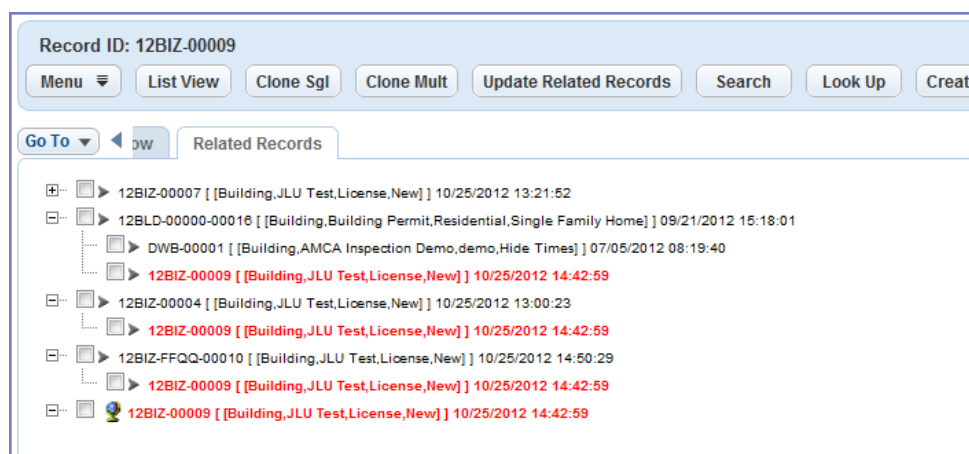 Record ID: 12BIZ-00009
Menu List View Clone Sgl Clone Mult Update Related Records Search Look Up Creat
Go To ow Related Records
12BIZ-00007 [ [Building,JLU Test,License,New] ] 10/25/2012 13:21:52
12BLD-00000-00016 [ [Building,Building Permit,Residential,Single Family Home] ] 09/21/2012 15:18:01
DWB-00001 [ [Building,AMCA Inspection Demo,demo,Hide Times] ] 07/05/2012 08:19:40
12BIZ-00009 [ [Building,JLU Test,License,New] ] 10/25/2012 14:42:59
12BIZ-00004 [ [Building,JLU Test,License,New] ] 10/25/2012 13:00:23
12BIZ-00009 [ [Building,JLU Test,License,New] ] 10/25/2012 14:42:59
12BIZ-FFQQ-00010 [ [Building,JLU Test,License,New] ] 10/25/2012 14:50:29
12BIZ-00009 [ [Building,JLU Test,License,New] ] 10/25/2012 14:42:59
12BIZ-00009 [ [Building,JLU Test,License,New] ] 10/25/2012 14:42:59